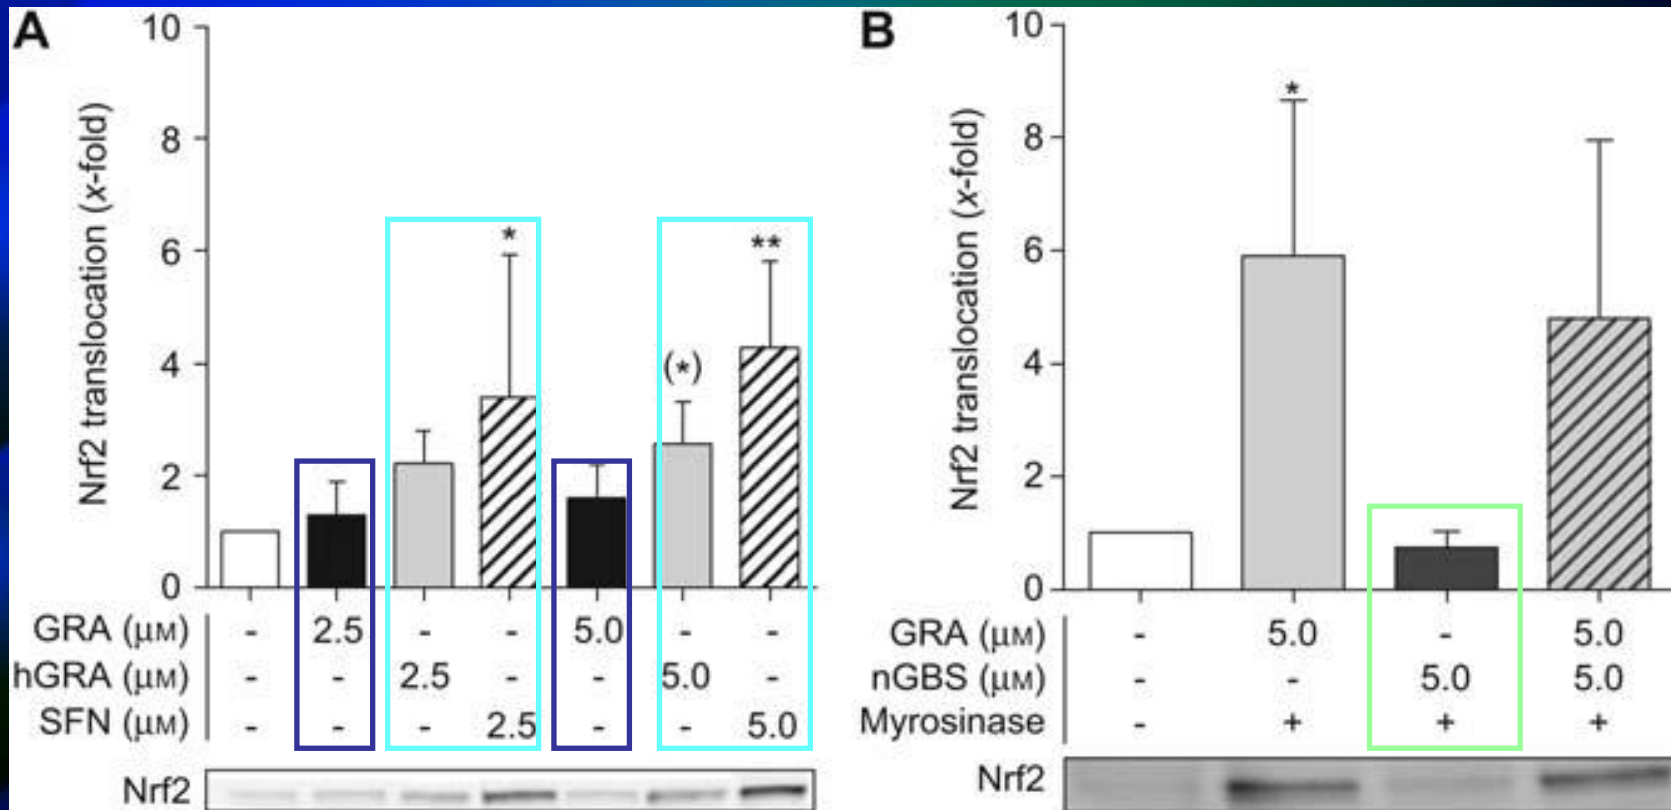 A
10
8
6
4
2
0
Nrf2 translocation (x-fold)
*
(*)
**
GRA (µM) - 2.5 - - 5.0 - -
hGRA (µM) - - 2.5 - - 5.0 -
SFN (µM) - - - 2.5 - - 5.0
Nrf2
B
10
8
6
4
2
0
Nrf2 translocation (x-fold)
*
GRA (µM) - 5.0 - 5.0
nGBS (µM) - - 5.0 5.0
Myrosinase - + + +
Nrf2